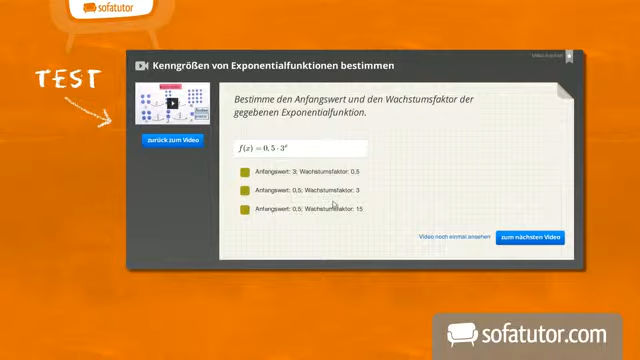 sofatutor
TEST
Kenngrößen von Exponentialfunktionen bestimmen
zurück zum Video
Bestimme den Anfangswert und den Wachstumsfaktor der
gegebenen Exponentialfunktion.
f(x) = 0,5 · 3ˣ
Anfangswert: 3; Wachstumsfaktor: 0,5
Anfangswert: 0,5; Wachstumsfaktor: 3
Anfangswert: 0,5; Wachstumsfaktor: 15
Video noch einmal ansehen
zum nächsten Video
sofatutor.com